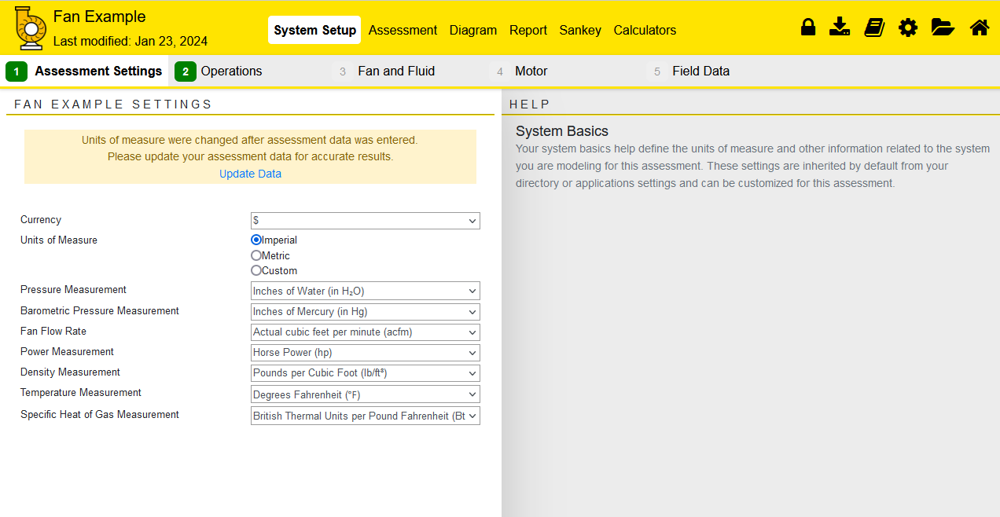 Fan Example
Last modified: Jan 23, 2024
System Setup Assessment Diagram Report Sankey Calculators
1 Assessment Settings 2 Operations 3 Fan and Fluid 4 Motor 5 Field Data
FAN EXAMPLE SETTINGS
Units of measure were changed after assessment data was entered.
Please update your assessment data for accurate results.
Update Data
Currency $
Units of Measure Imperial
Metric
Custom
Pressure Measurement Inches of Water (in H₂O)
Barometric Pressure Measurement Inches of Mercury (in Hg)
Fan Flow Rate Actual cubic feet per minute (acfm)
Power Measurement Horse Power (hp)
Density Measurement Pounds per Cubic Foot (lb/ft³)
Temperature Measurement Degrees Fahrenheit (°F)
Specific Heat of Gas Measurement British Thermal Units per Pound Fahrenheit (Bt
HELP
System Basics
Your system basics help define the units of measure and other information related to the system
you are modeling for this assessment. These settings are inherited by default from your
directory or applications settings and can be customized for this assessment.